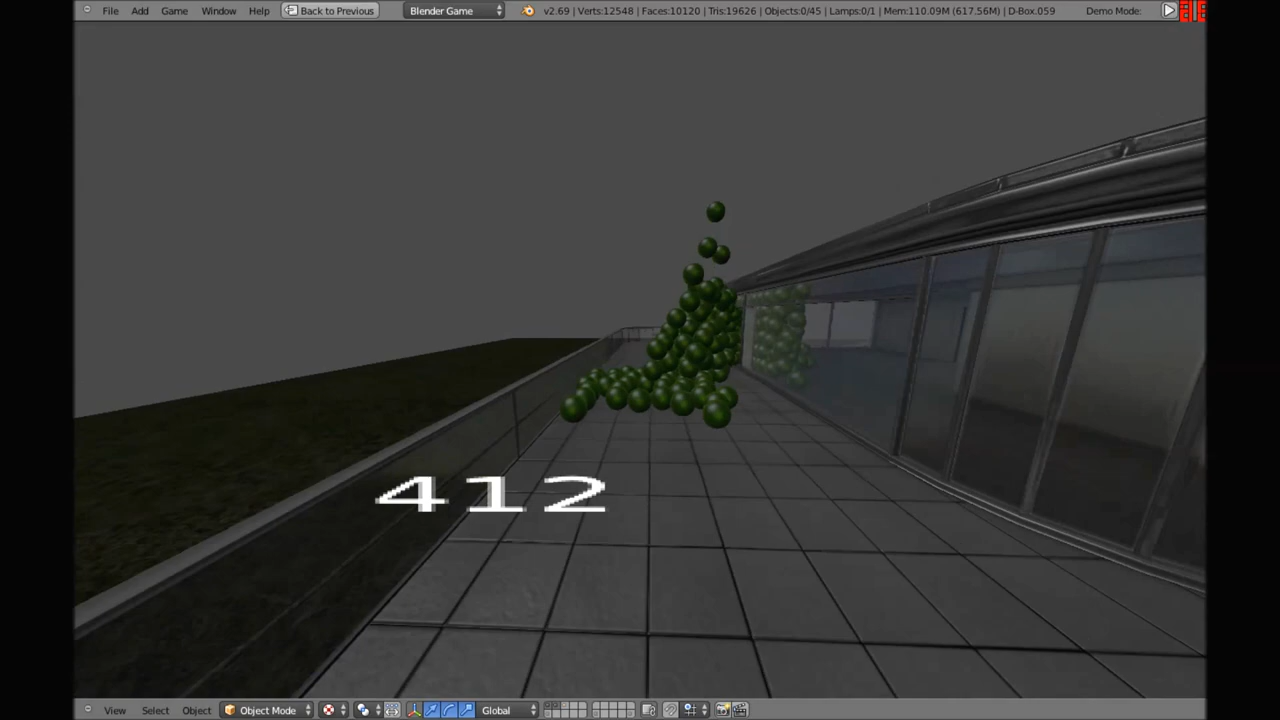 File Add Game Window Help Back to Previous Blender Game v2.69 | Verts:12548 | Faces:10120 | Tris:19626 | Objects:0/45 | Lamps:0/1 | Mem:110.09M (617.56M) | D-Box.059 Demo Mode:
412
View Select Object Object Mode Global